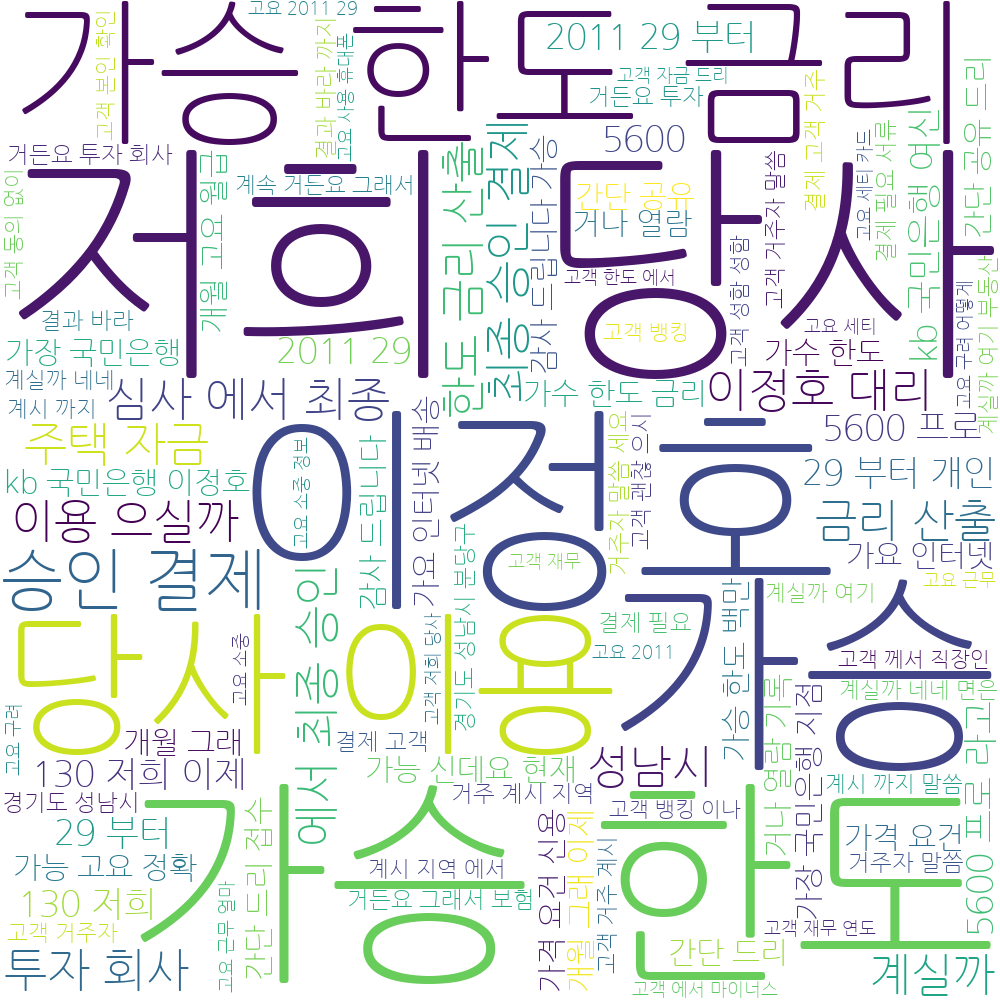 고요 2011 29
가승 한도 금리
2011 29 부터
고객 본인 확인
결과 바라 까지
고요 사용 휴대폰
고객 자금 드리
거든요 투자
고객 거주
결제 고객
5600
거든요 투자 회사
저희 당사
계속 거든요 그래서
한도 금리 산출
최종 승인 결제
감사 드립니다 가승
간단 공유
거나 열람
고객 한도 에서
고객 뱅킹
고객 성함 성함
고객 거주자 말씀
고요 세티 카드
결제 필요 서류
kb 국민은행 여신
간단 공유 드리
고객 동의 없이
개월 고요 월급
결과 바라
2011 29
고요 세티
가장 국민은행
가수 한도
고요 구려 어떻게
계실까 여기 부동산
계실까 네네
심사 에서 최종
가수 한도 금리
이정호 대리
계시 까지
주택 자금
이정호
5600 프로
kb 국민은행 이정호
고요 소중 정보
감사 드립니다
가요 인터넷 배송
거주자 말씀 세요
고객 괜찮 으시
29 부터 개인
이용 으실까
금리 산출
가요 인터넷
고객 재무
고요 근무
승인 결제
에서 최종 승인
경기도 성남시 분당구
가승
계실까 여기
당사 이용
결제 필요
고요 2011
고요 소중
고객 저희 당사
가승 한도 백만
고객 께서 직장인
계실까 네네 면은
고요 구려
개월 그래
결제 고객
130 저희 이제
가능 신데요 현재
성남시
거나 열람 기록
가장 국민은행 지점
계시 까지 말씀
5600 프로 라고
경기도 성남시
가승 한도
거주 계시 지역
고객 뱅킹 이나
29 부터
가격 요건
가능 고요 정확
간단 드리 접수
계시 지역 에서
가격 요건 신용
개월 그래 이제
고객 거주 계시
거주자 말씀
130 저희
고요 근무 얼마
거든요 그래서 보험
고객 거주자
고객 재무 연도
투자 회사
간단 드리
고객 에서 마이너스
계실까